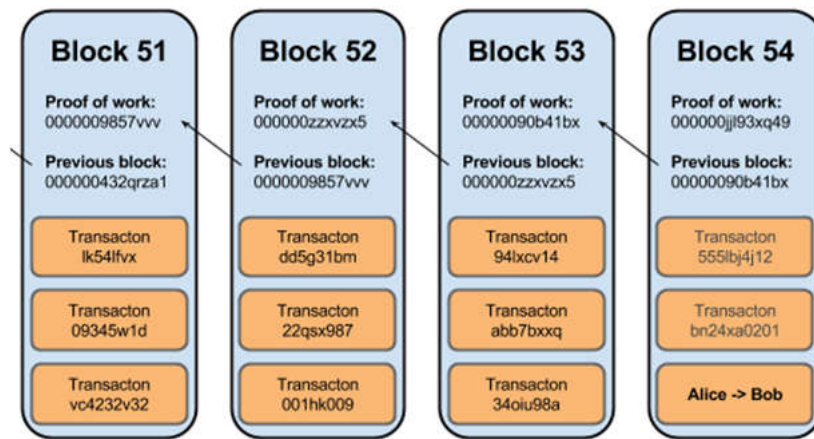 Block 51
Proof of work:
0000009857vvv
Previous block:
000000432qrza1
Transacton
lk54lfvx
Transacton
09345w1d
Transacton
vc4232v32
Block 52
Proof of work:
000000zzxvzx5
Previous block:
0000009857vvv
Transacton
dd5g31bm
Transacton
22qsx987
Transacton
001hk009
Block 53
Proof of work:
00000090b41bx
Previous block:
000000zzxvzx5
Transacton
94lxcv14
Transacton
abb7bxxq
Transacton
34oiu98a
Block 54
Proof of work:
000000jjl93xq49
Previous block:
00000090b41bx
Transacton
555lbj4j12
Transacton
bn24xa0201
Alice -> Bob